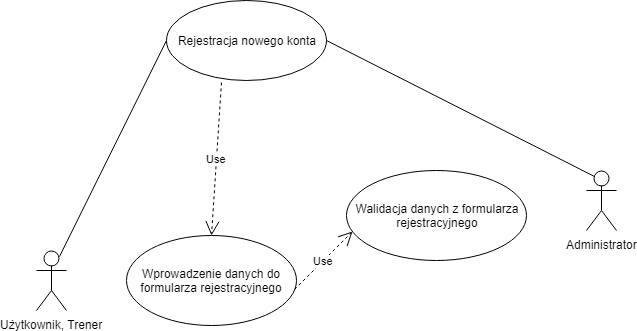 Rejestracja nowego konta
Use
Walidacja danych z formularza
rejestracyjnego
Administrator
Use
Wprowadzenie danych do
formularza rejestracyjnego
Użytkownik, Trener